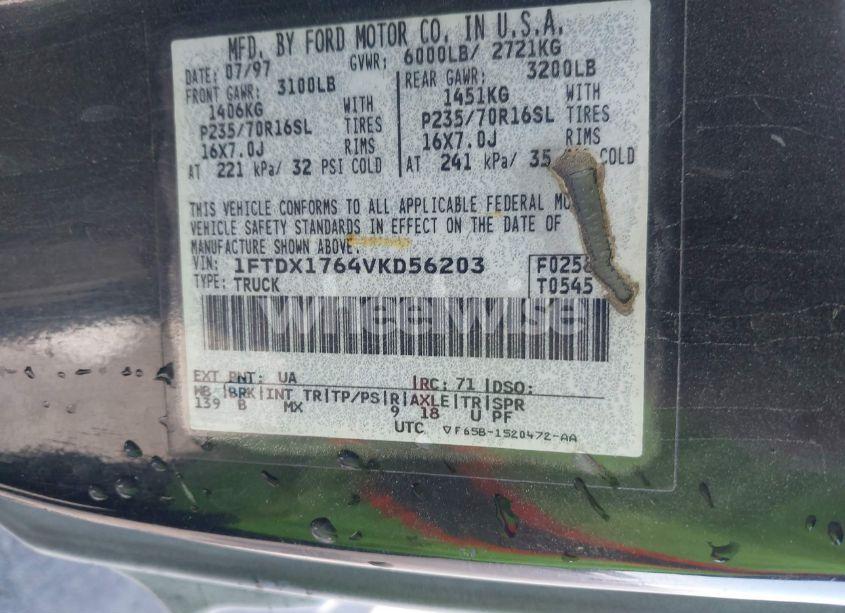 MFD. BY FORD MOTOR CO. IN U.S.A.
DATE: 07/97 GVWR: 6000LB/ 2721KG
FRONT GAWR: 3100LB REAR GAWR: 3200LB
1406KG WITH 1451KG WITH
P235/70R16SL TIRES P235/70R16SL TIRES
16X7.0J RIMS 16X7.0J RIMS
AT 221 kPa/ 32 PSI COLD AT 241 kPa/ 35 COLD
THIS VEHICLE CONFORMS TO ALL APPLICABLE FEDERAL
VEHICLE SAFETY STANDARDS IN EFFECT ON THE DATE OF
MANUFACTURE SHOWN ABOVE.
VIN: 1FTDX1764VKD56203 F025
TYPE: TRUCK T0545
Wheelwise
EXT PNT: UA RC: 71 DSO:
WB BRK INT TR TP/PS R AXLE TR SPR
139 B MX 9 18 U PF
UTC ▽F65B-1520472-AA